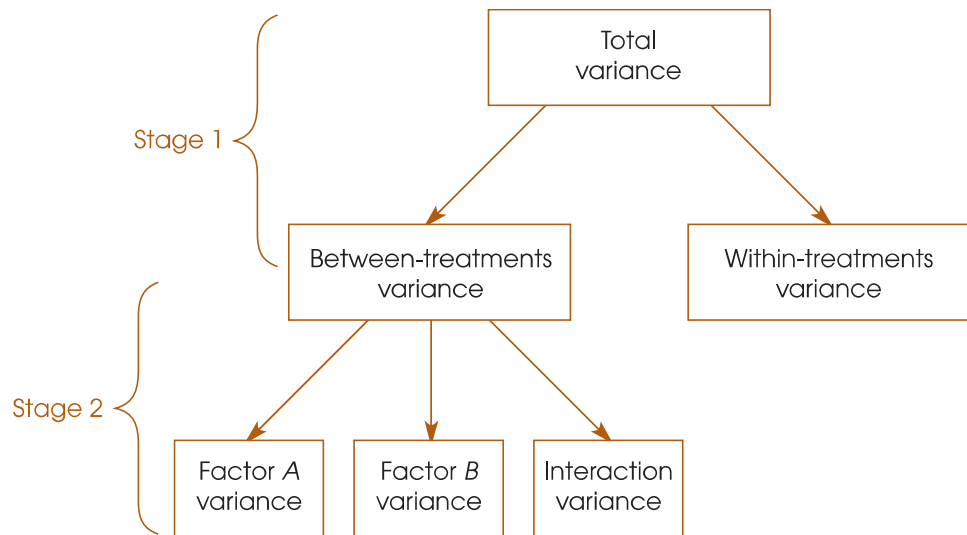 Total
variance
Stage 1
Between-treatments
variance
Within-treatments
variance
Stage 2
Factor A
variance
Factor B
variance
Interaction
variance